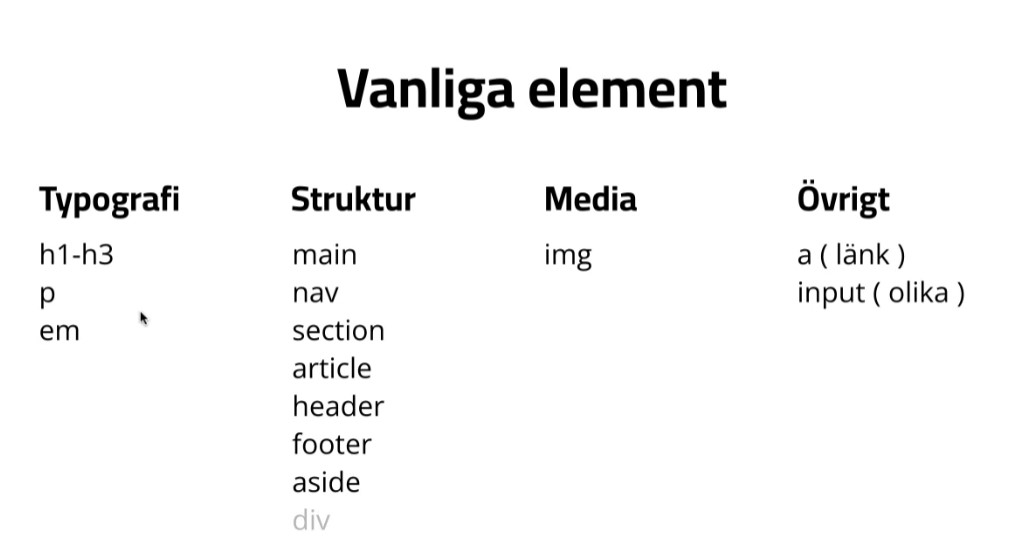 Vanliga element
Typografi
h1-h3
p
em
Struktur
main
nav
section
article
header
footer
aside
div
Media
img
Övrigt
a ( länk )
input ( olika )